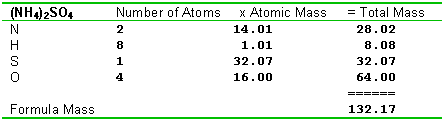 (NH4)2SO4 Number of Atoms x Atomic Mass = Total Mass
N 2 14.01 28.02
H 8 1.01 8.08
S 1 32.07 32.07
O 4 16.00 64.00
======
Formula Mass 132.17